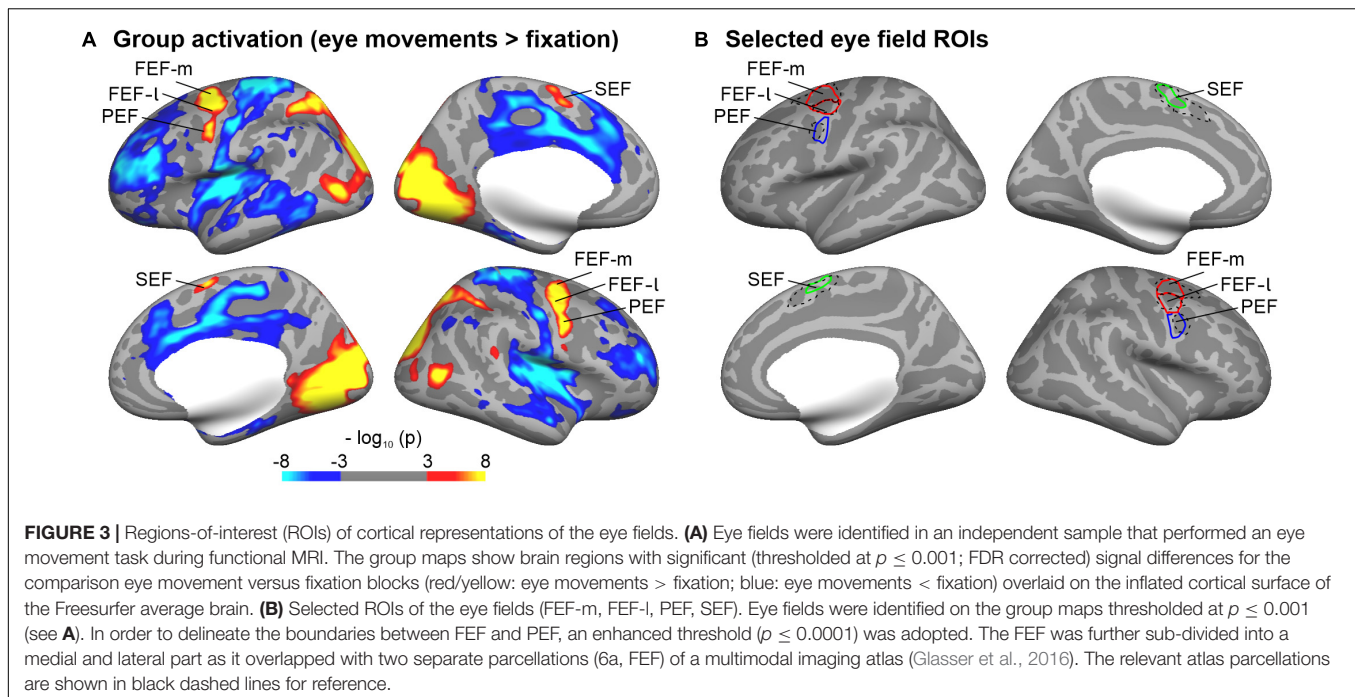 A Group activation (eye movements > fixation)
FEF-m
FEF-l
PEF
SEF
SEF
FEF-m
FEF-l
PEF
- log₁₀ (p)
-8 -3 3 8
B Selected eye field ROIs
FEF-m
FEF-l
PEF
SEF
SEF
FEF-m
FEF-l
PEF
FIGURE 3 | Regions-of-interest (ROIs) of cortical representations of the eye fields. (A) Eye fields were identified in an independent sample that performed an eye
movement task during functional MRI. The group maps show brain regions with significant (thresholded at p ≤ 0.001; FDR corrected) signal differences for the
comparison eye movement versus fixation blocks (red/yellow: eye movements > fixation; blue: eye movements < fixation) overlaid on the inflated cortical surface of
the Freesurfer average brain. (B) Selected ROIs of the eye fields (FEF-m, FEF-l, PEF, SEF). Eye fields were identified on the group maps thresholded at p ≤ 0.001
(see A). In order to delineate the boundaries between FEF and PEF, an enhanced threshold (p ≤ 0.0001) was adopted. The FEF was further sub-divided into a
medial and lateral part as it overlapped with two separate parcellations (6a, FEF) of a multimodal imaging atlas (Glasser et al., 2016). The relevant atlas parcellations
are shown in black dashed lines for reference.